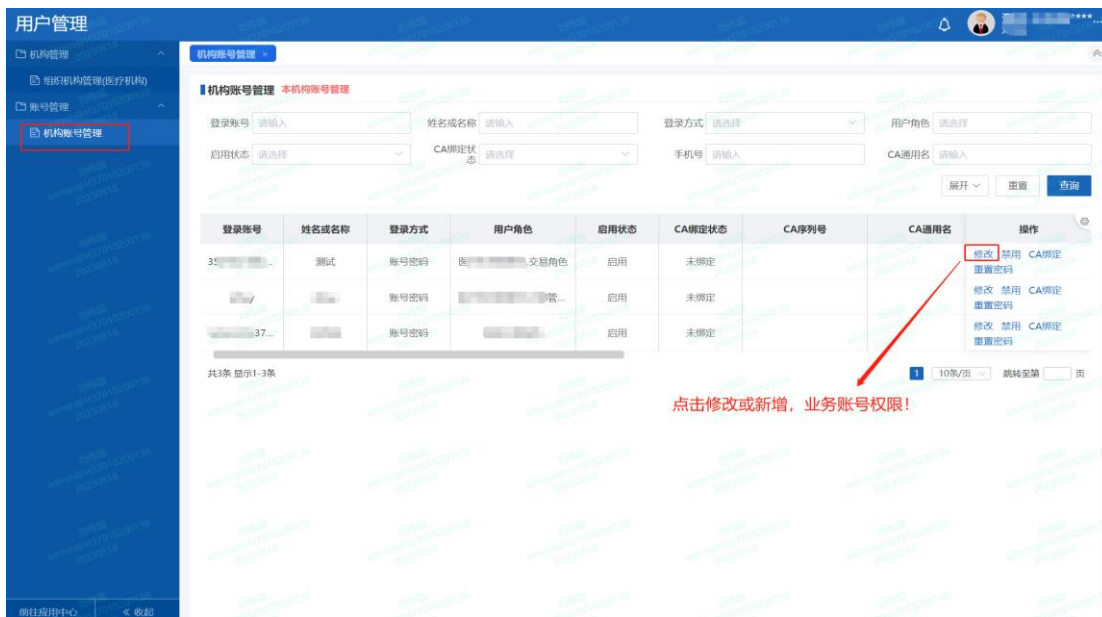 用户管理
机构管理
组织机构管理(医疗机构)
账号管理
机构账号管理
机构账号管理 ×
机构账号管理 本机构账号管理
登录账号 请输入 姓名或名称 请输入 登录方式 请选择 用户角色 请选择
启用状态 请选择 CA绑定状态 请选择 手机号 请输入 CA通用名 请输入
展开 重置 查询
登录账号 姓名或名称 登录方式 用户角色 启用状态 CA绑定状态 CA序列号 CA通用名 操作
35 测试 账号密码 医 ,交易角色 启用 未绑定 修改 禁用 CA绑定
重置密码
账号密码 管... 启用 未绑定 修改 禁用 CA绑定
重置密码
37... 账号密码 启用 未绑定 修改 禁用 CA绑定
重置密码
共3条 显示1-3条 1 10条/页 跳转至第 页
点击修改或新增，业务账号权限！
前往应用中心 收起